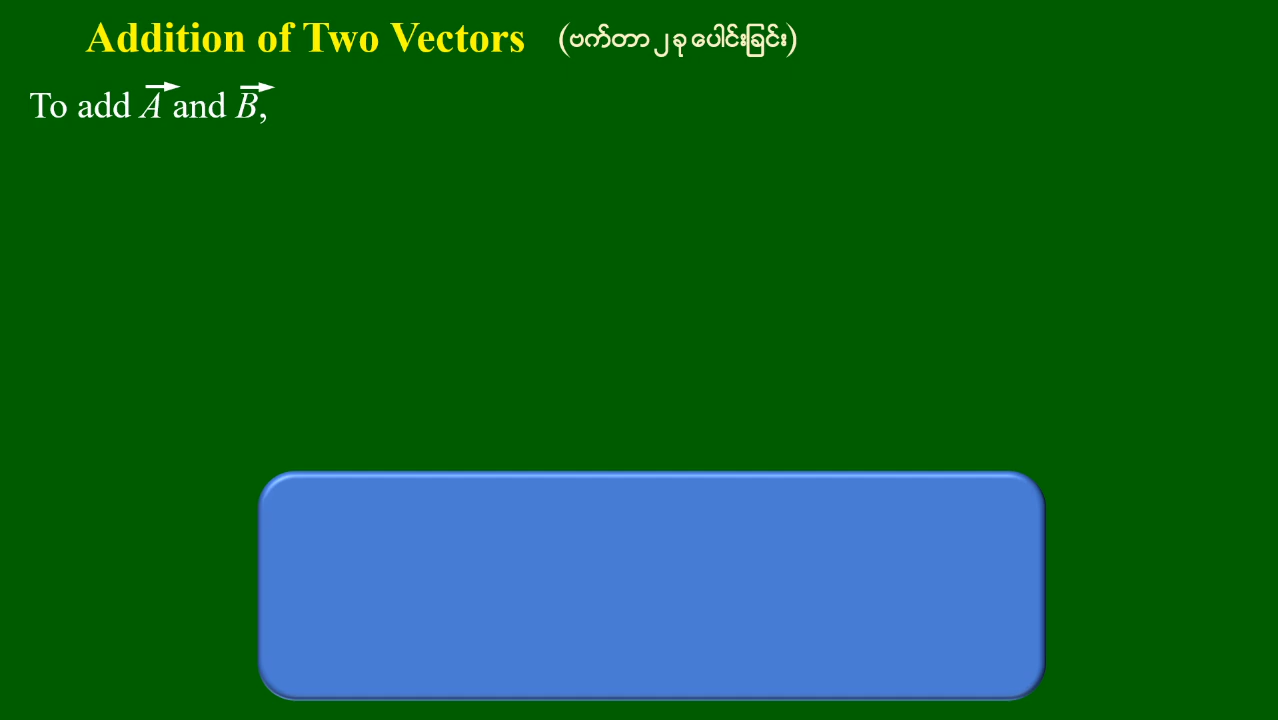 Addition of Two Vectors (ဗက်တာ ၂ ခု ပေါင်းခြင်း)
To add A⃗ and B⃗,